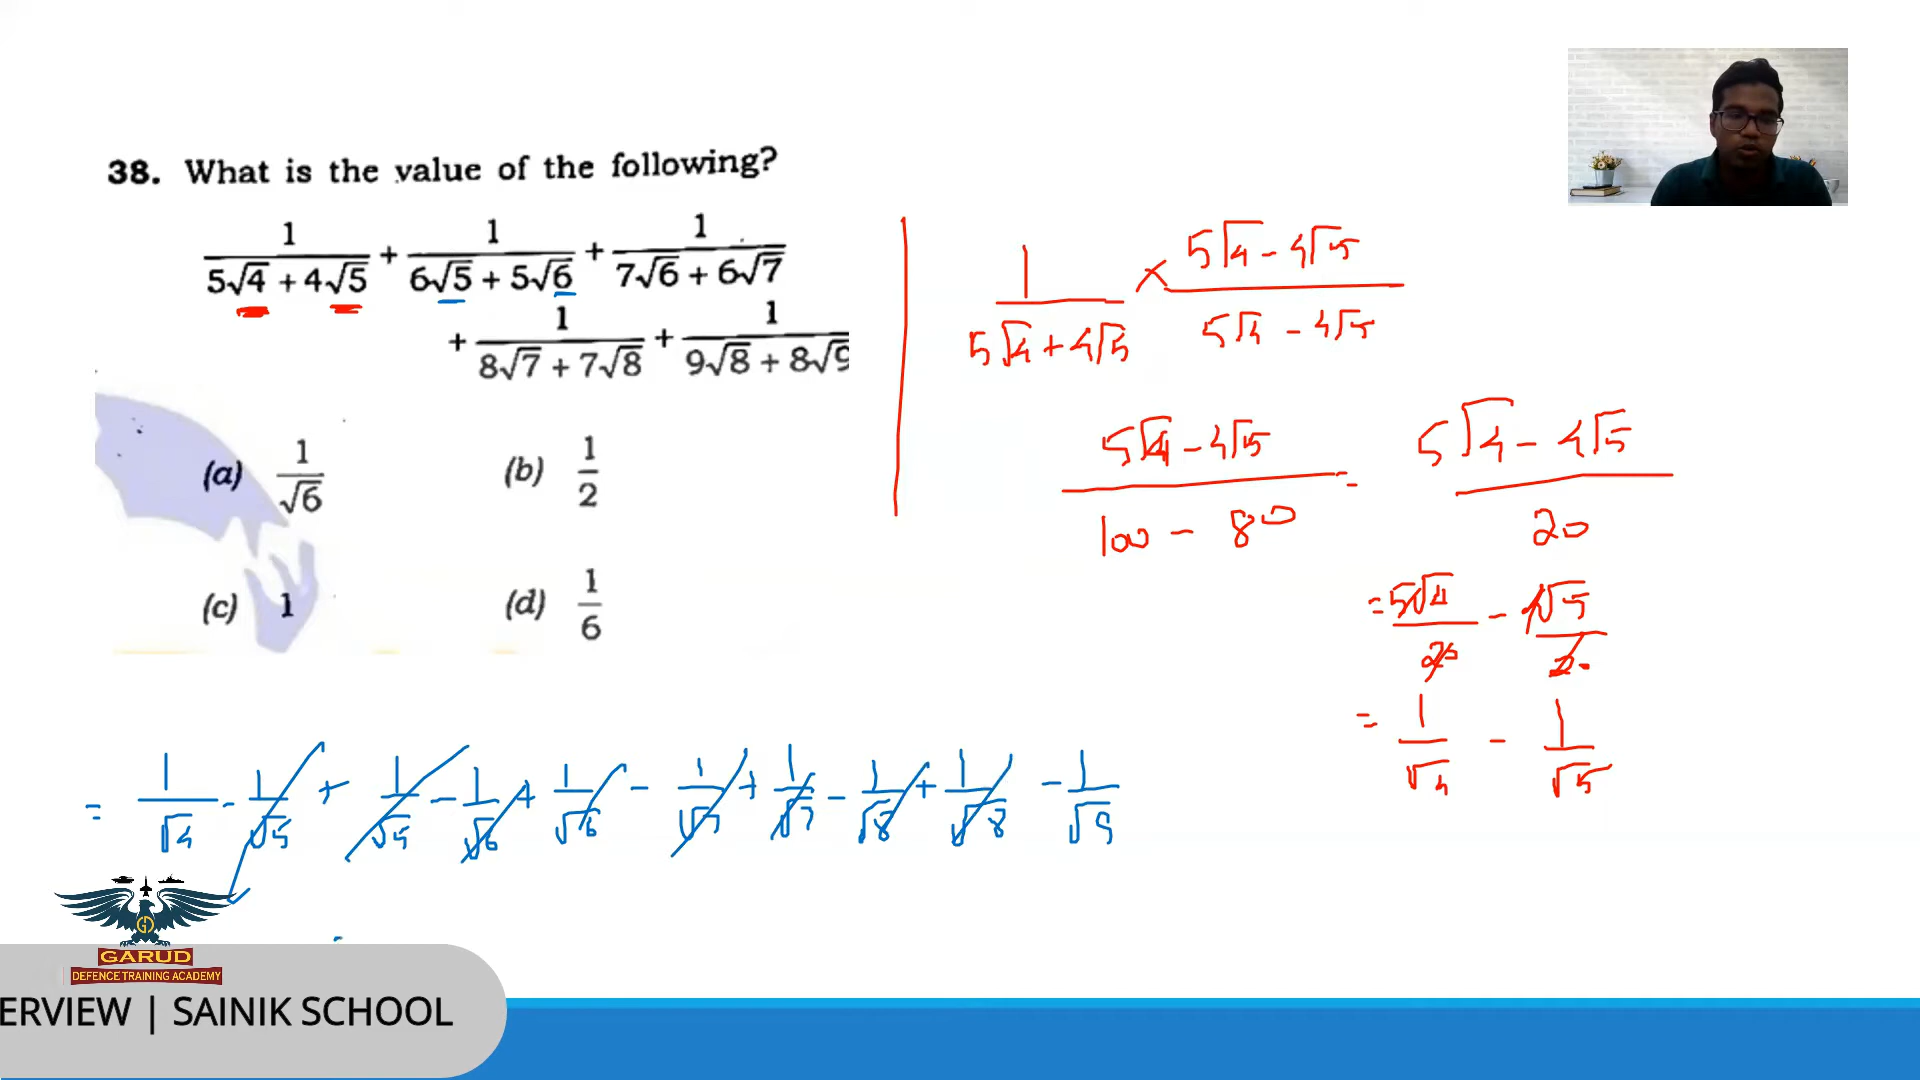 38. What is the value of the following?
1/(5√4 + 4√5) + 1/(6√5 + 5√6) + 1/(7√6 + 6√7)
+ 1/(8√7 + 7√8) + 1/(9√8 + 8√9
(a) 1/√6
(b) 1/2
(c) 1
(d) 1/6
1/(5√4 + 4√5) × (5√4 - 4√5)/(5√4 - 4√5)
(5√4 - 4√5)/(100 - 80) = (5√4 - 4√5)/20
= 5√4/20 - 4√5/20
= 1/√4 - 1/√5
= 1/√4 - 1/√5 + 1/√5 - 1/√6 + 1/√6 - 1/√7 + 1/√7 - 1/√8 + 1/√8 - 1/√9
GD
GARUD
DEFENCE TRAINING ACADEMY
ERVIEW | SAINIK SCHOOL